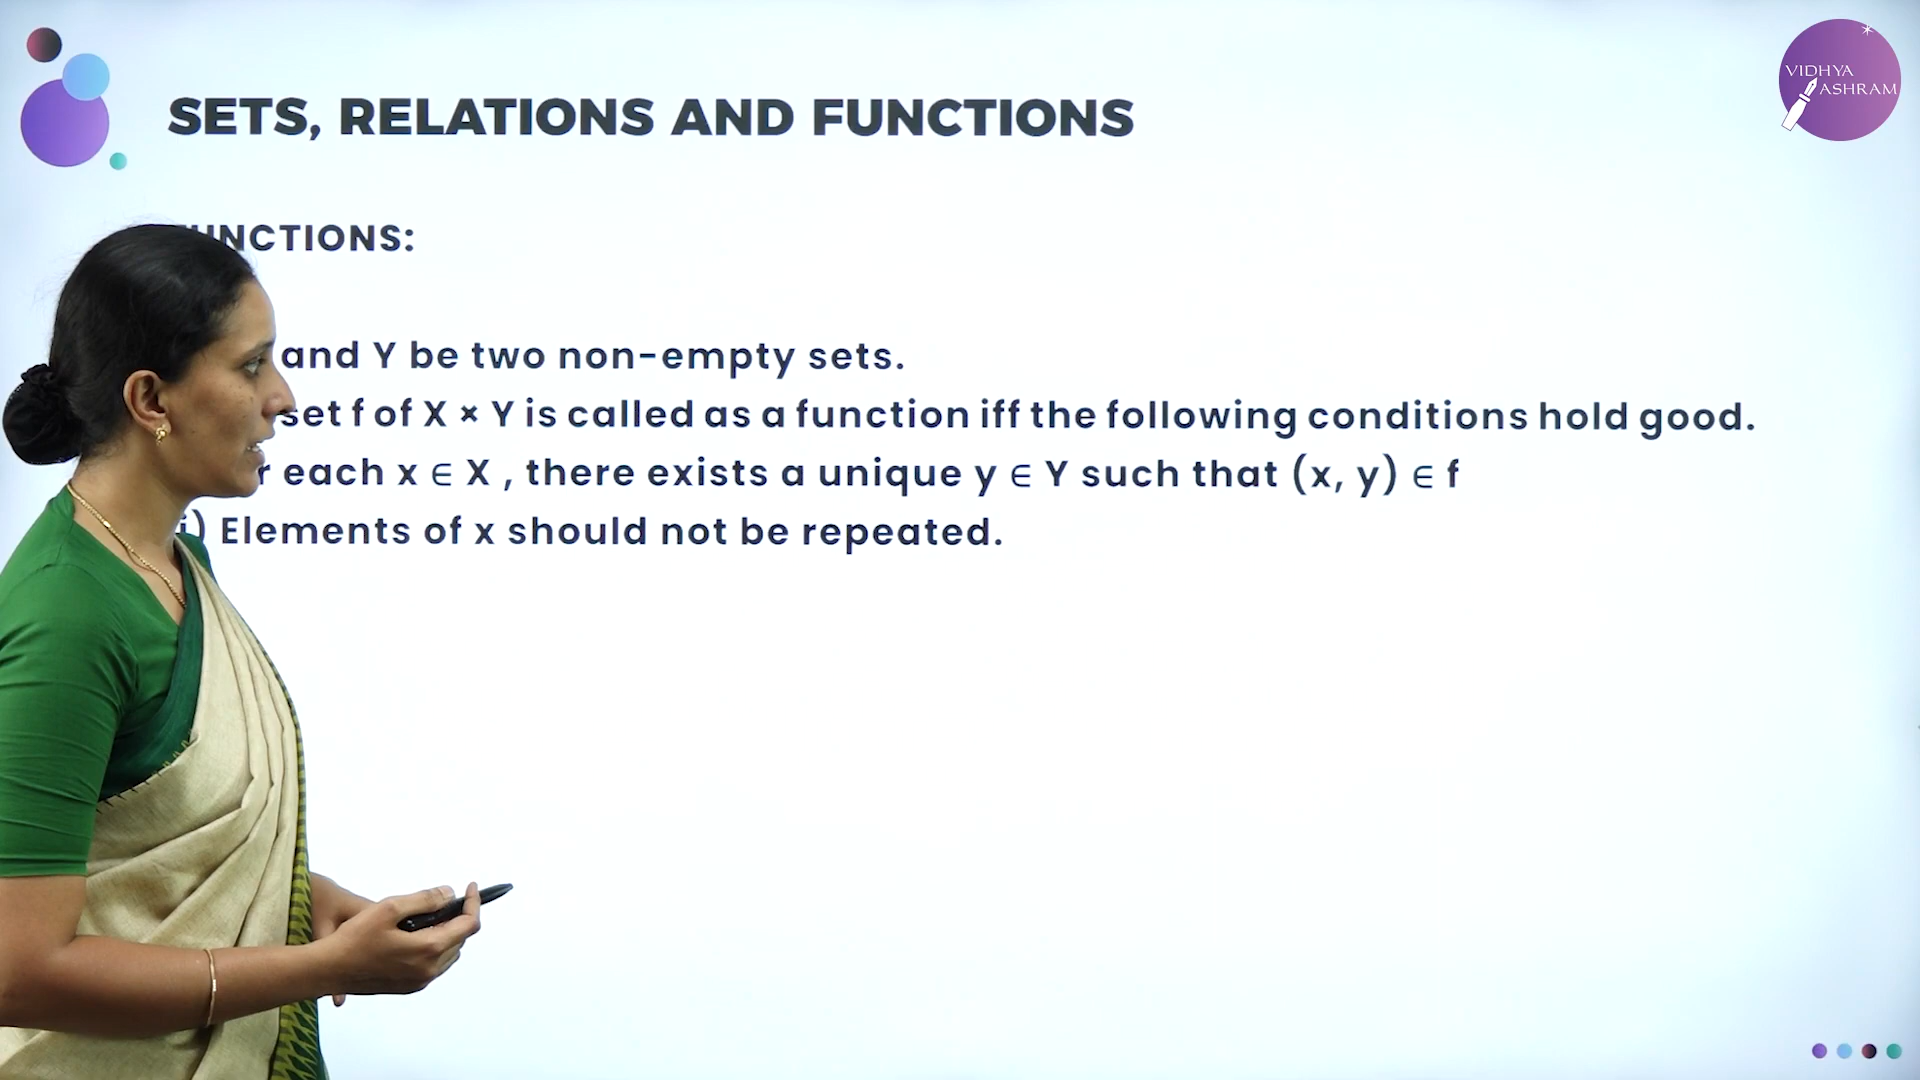 VIDHYA
ASHRAM
SETS, RELATIONS AND FUNCTIONS
FUNCTIONS:
and Y be two non-empty sets.
set f of X × Y is called as a function iff the following conditions hold good.
each x ∈ X , there exists a unique y ∈ Y such that (x, y) ∈ f
i) Elements of x should not be repeated.